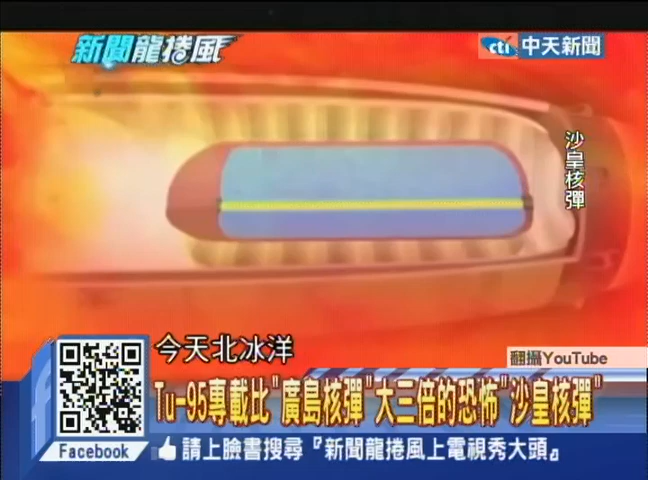 新聞龍捲風
cti 中天新聞
沙皇核彈
今天北冰洋
翻攝YouTube
Tu-95專載比"廣島核彈"大三倍的恐怖"沙皇核彈"
Facebook
請上臉書搜尋『新聞龍捲風上電視秀大頭』